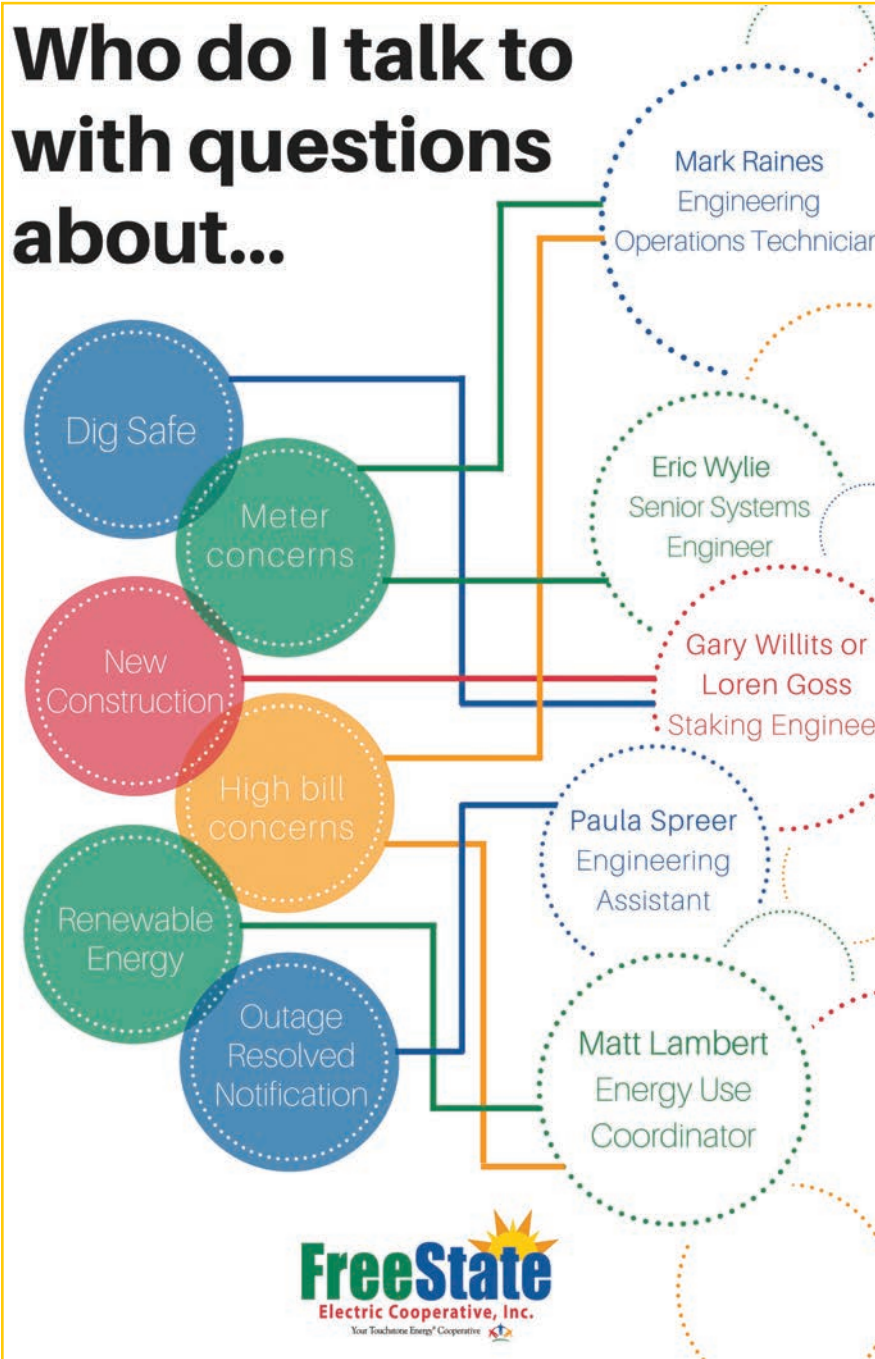 Who do I talk to
with questions
about...
Dig Safe
Meter
concerns
New
Construction
High bill
concerns
Renewable
Energy
Outage
Resolved
Notification
Mark Raines
Engineering
Operations Technician
Eric Wylie
Senior Systems
Engineer
Gary Willits or
Loren Goss
Staking Enginee
Paula Spreer
Engineering
Assistant
Matt Lambert
Energy Use
Coordinator
FreeState
Electric Cooperative, Inc.
Your Touchstone Energy® Cooperative